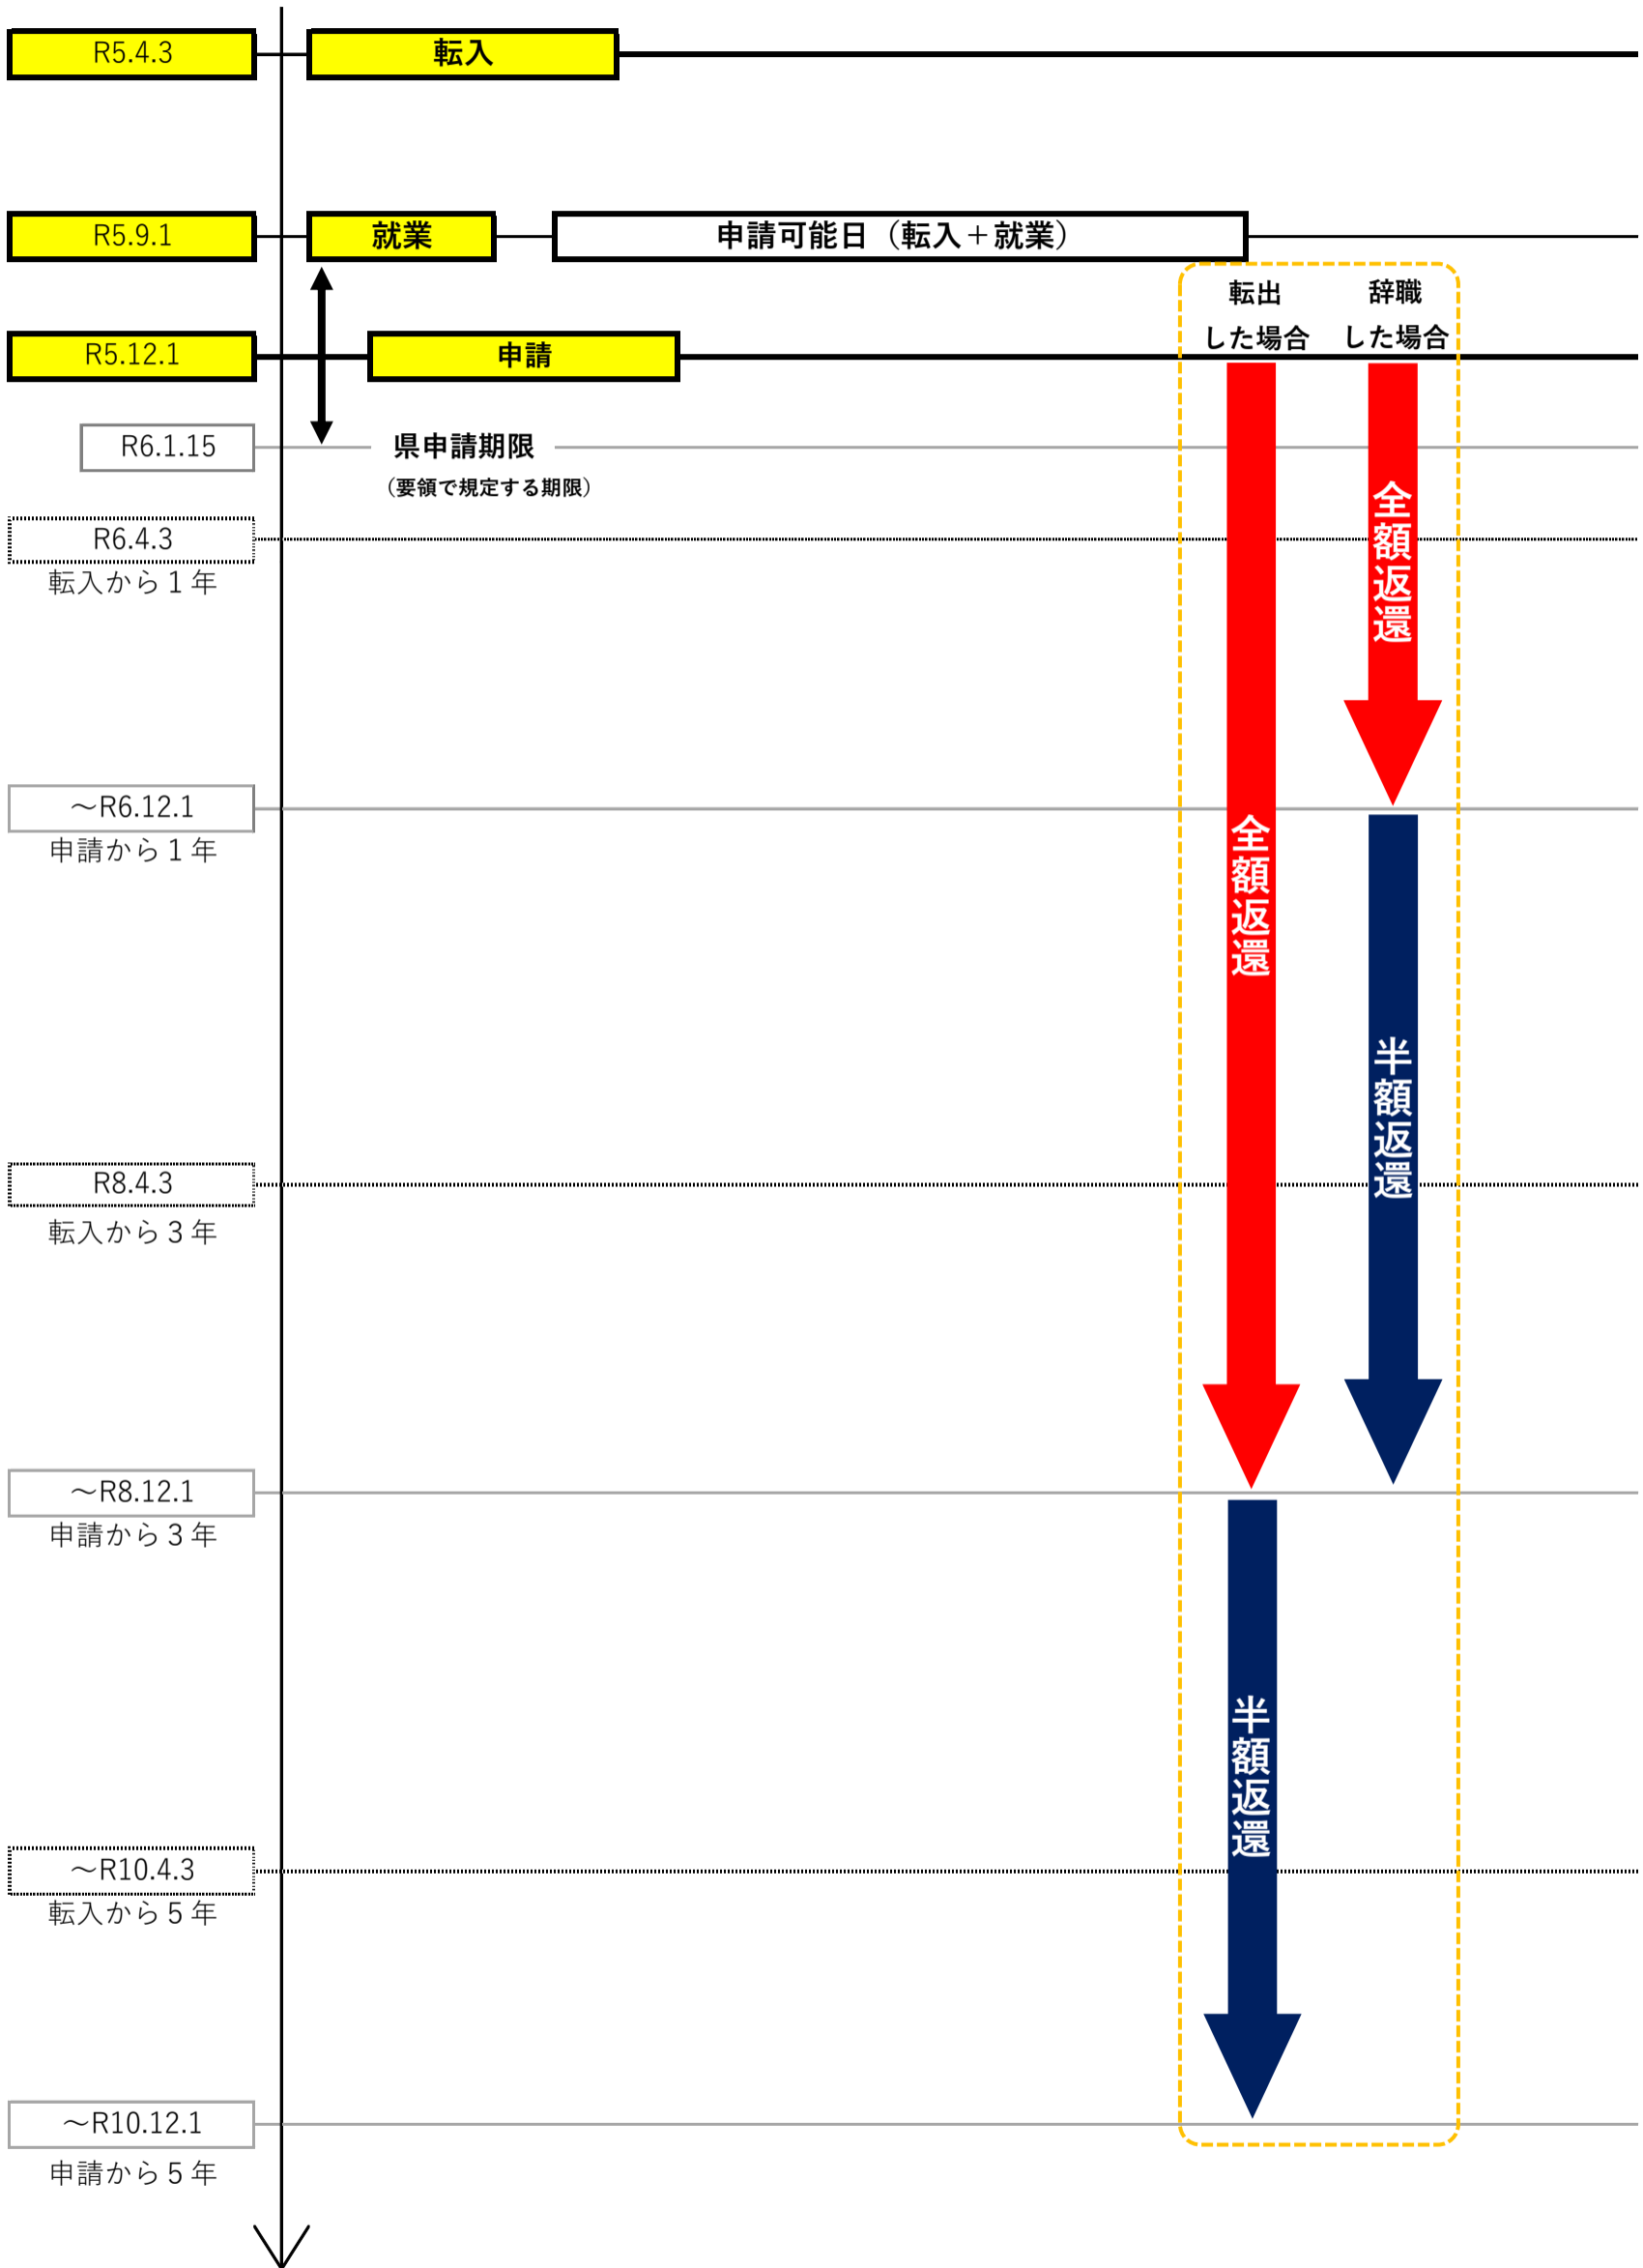 R5.4.3 転入
R5.9.1 就業 申請可能日（転入＋就業）
転出
した場合
辞職
した場合
R5.12.1 申請
R6.1.15 県申請期限
（要領で規定する期限）
R6.4.3
転入から１年
全額返還
～R6.12.1
申請から１年
全額返還
半額返還
R8.4.3
転入から３年
～R8.12.1
申請から３年
半額返還
～R10.4.3
転入から５年
～R10.12.1
申請から５年